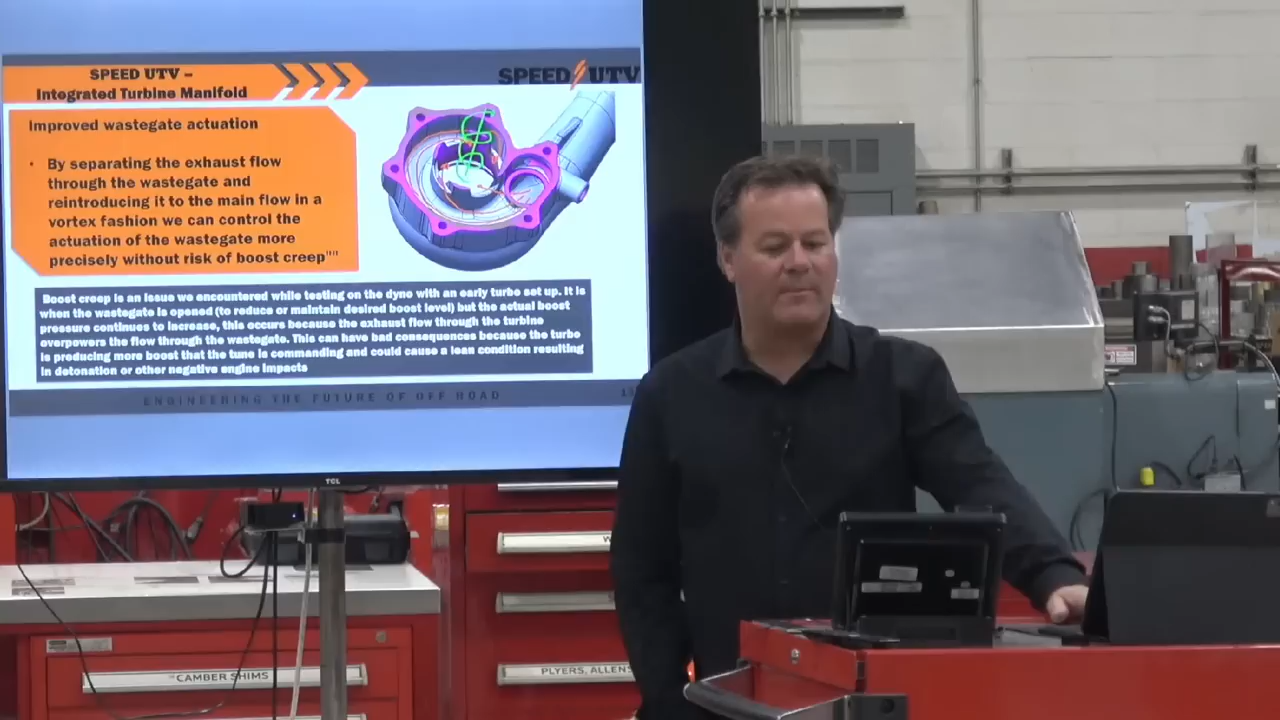 SPEED UTV –
Integrated Turbine Manifold
SPEED UTV
Improved wastegate actuation
• By separating the exhaust flow
through the wastegate and
reintroducing it to the main flow in a
vortex fashion we can control the
actuation of the wastegate more
precisely without risk of boost creep""
Boost creep is an issue we encountered while testing on the dyno with an early turbo set up. It is
when the wastegate is opened (to reduce or maintain desired boost level) but the actual boost
pressure continues to increase, this occurs because the exhaust flow through the turbine
overpowers the flow through the wastegate. This can have bad consequences because the turbo
is producing more boost that the tune is commanding and could cause a lean condition resulting
in detonation or other negative engine impacts
ENGINEERING THE FUTURE OF OFF ROAD
TCL
W
CAMBER SHIMS
PLYERS, ALLENS